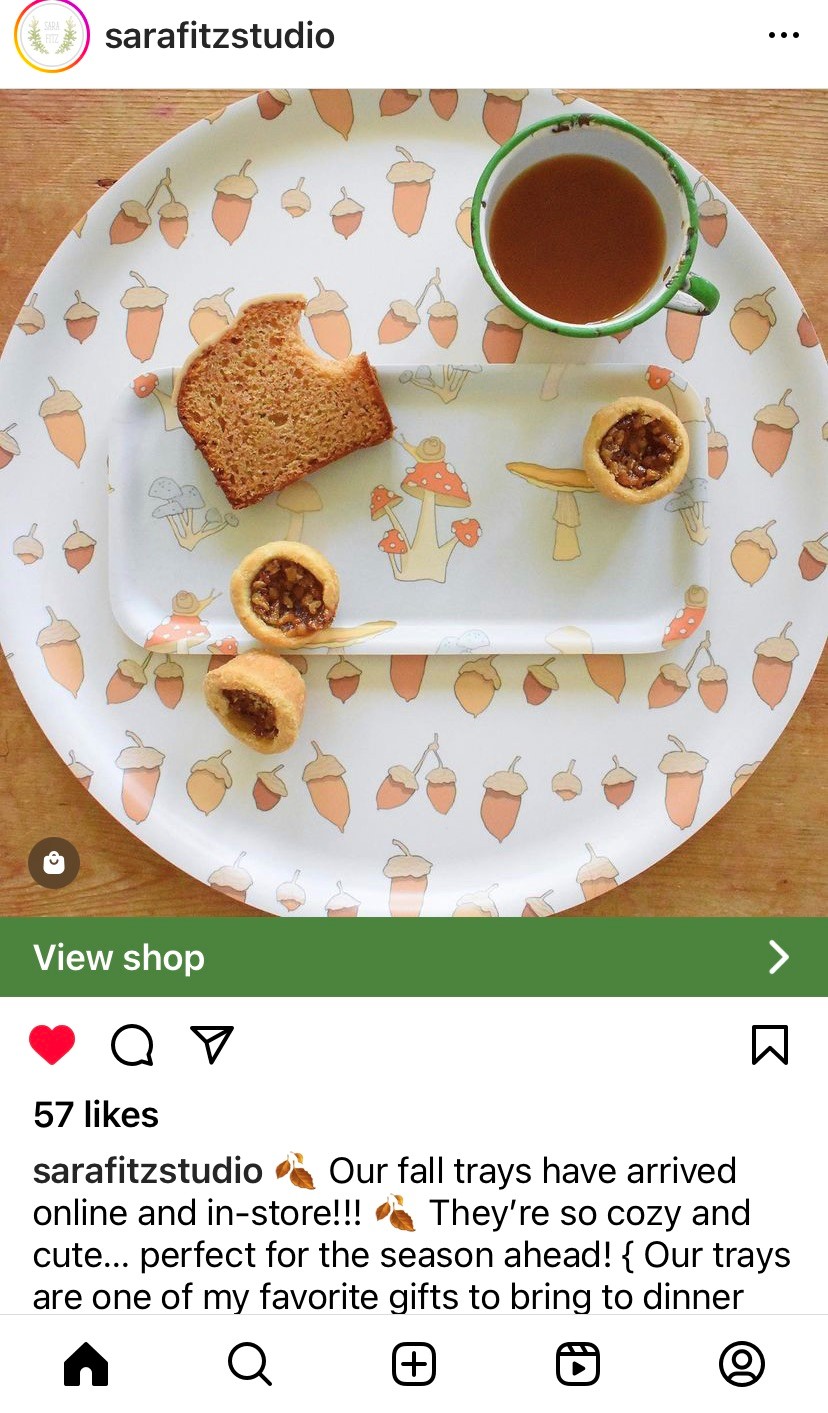 SARA
FITZ
sarafitzstudio
View shop
57 likes
sarafitzstudio 🍂 Our fall trays have arrived
online and in-store!!! 🍂 They’re so cozy and
cute... perfect for the season ahead! { Our trays
are one of my favorite gifts to bring to dinner